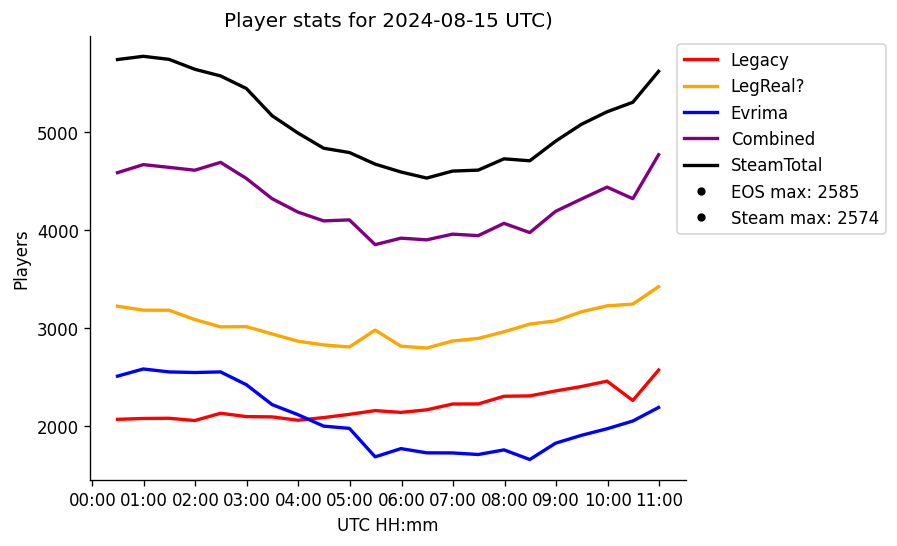 Player stats for 2024-08-15 UTC)
Legacy
LegReal?
Evrima
Combined
SteamTotal
EOS max: 2585
Steam max: 2574
Players
5000
4000
3000
2000
00:00 01:00 02:00 03:00 04:00 05:00 06:00 07:00 08:00 09:00 10:00 11:00
UTC HH:mm